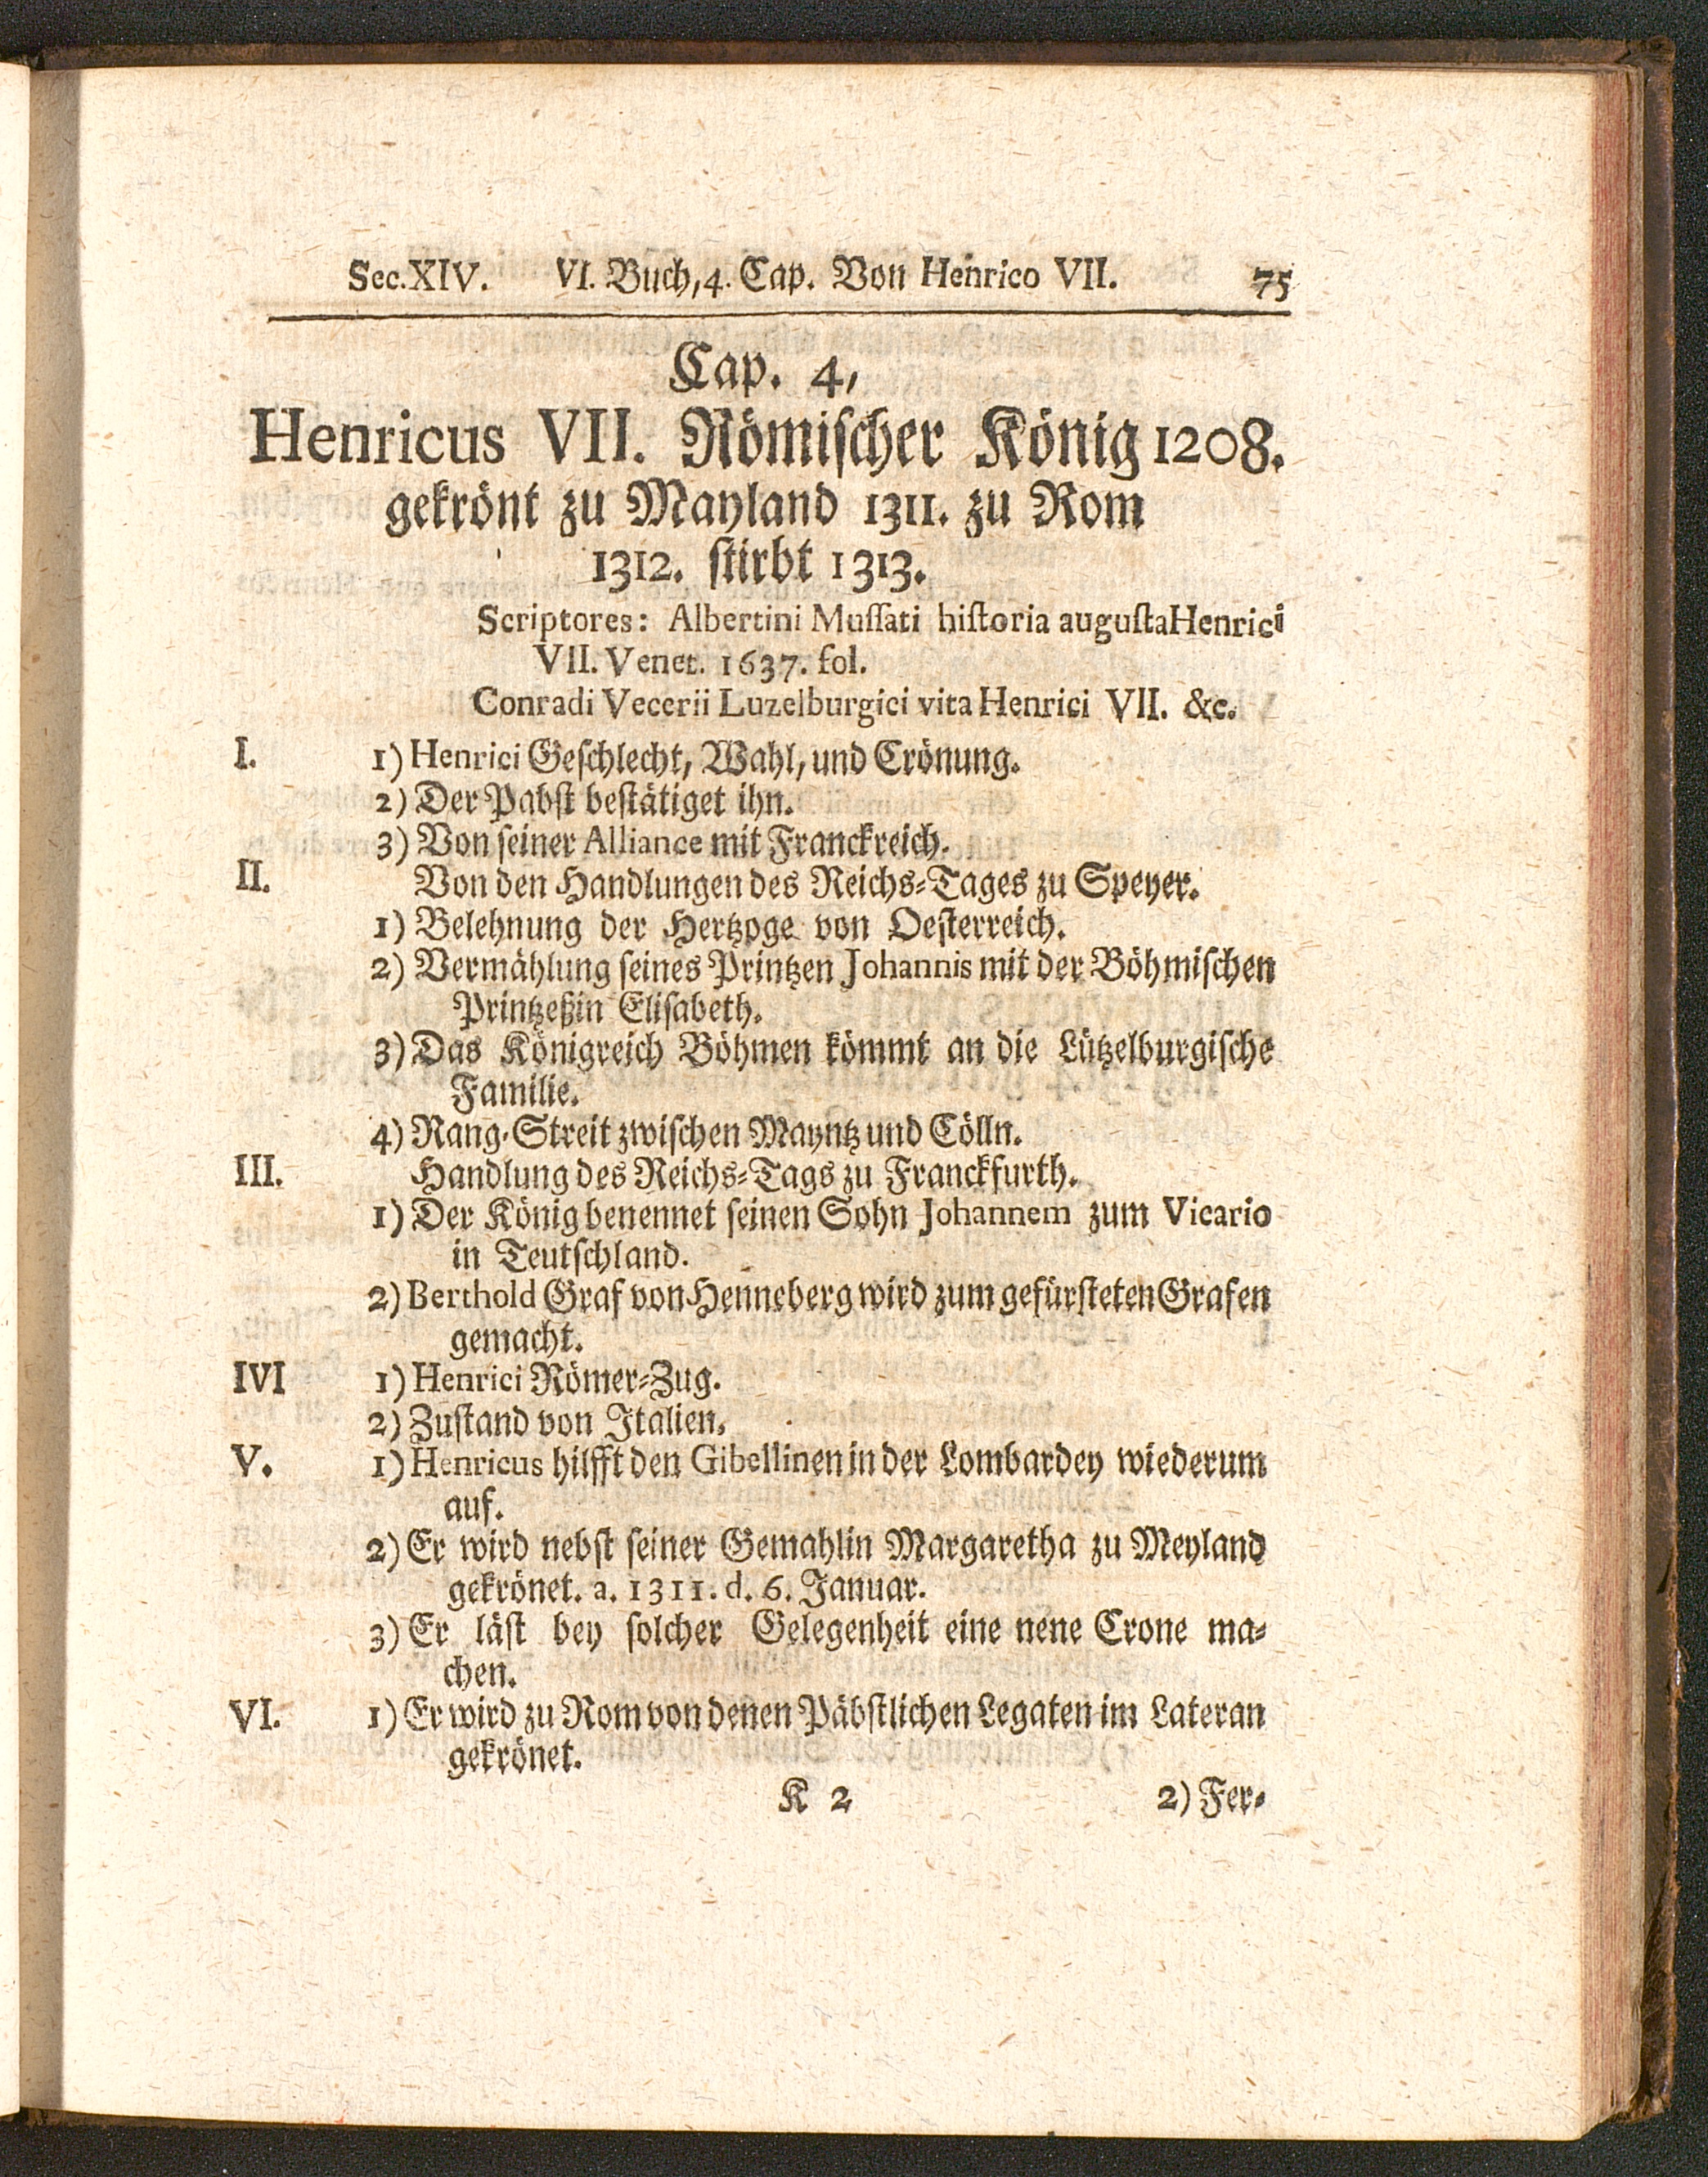 Sec. XIV. VI. Buch, 4. Cap. Von Henrico VII. 75
Cap. 4,
Henricus VII. Römischer König 1208.
gekrönt zu Mayland 1311. zu Rom
1312. stirbt 1313.
Scriptores: Albertini Mussati historia augusta Henrici
VII. Venet. 1637. fol.
Conradi Vecerii Luzelburgici vita Henrici VII. &c.
I. 1) Henrici Geschlecht, Wahl, und Crönung.
2) Der Pabst bestätiget ihn.
3) Von seiner Alliance mit Franckreich.
II. Von den Handlungen des Reichs-Tages zu Speyer.
1) Belehnung der Hertzoge von Oesterreich.
2) Vermählung seines Printzen Johannis mit der Böhmischen
Printzeßin Elisabeth.
3) Das Königreich Böhmen kömmt an die Lützelburgische
Familie.
4) Rang-Streit zwischen Mayntz und Cölln.
III. Handlung des Reichs-Tags zu Franckfurth.
1) Der König benennet seinen Sohn Johannem zum Vicario
in Teutschland.
2) Berthold Graf von Henneberg wird zum gefürsteten Grafen
gemacht.
IVI 1) Henrici Römer-Zug.
2) Zustand von Italien.
V. 1) Henricus hilfft den Gibellinen in der Lombardey wiederum
auf.
2) Er wird nebst seiner Gemahlin Margaretha zu Meyland
gekrönet. a. 1311. d. 6. Januar.
3) Er läst bey solcher Gelegenheit eine nene Crone ma-
chen.
VI. 1) Er wird zu Rom von denen Päbstlichen Legaten im Lateran
gekrönet.
K 2 2) Fer-